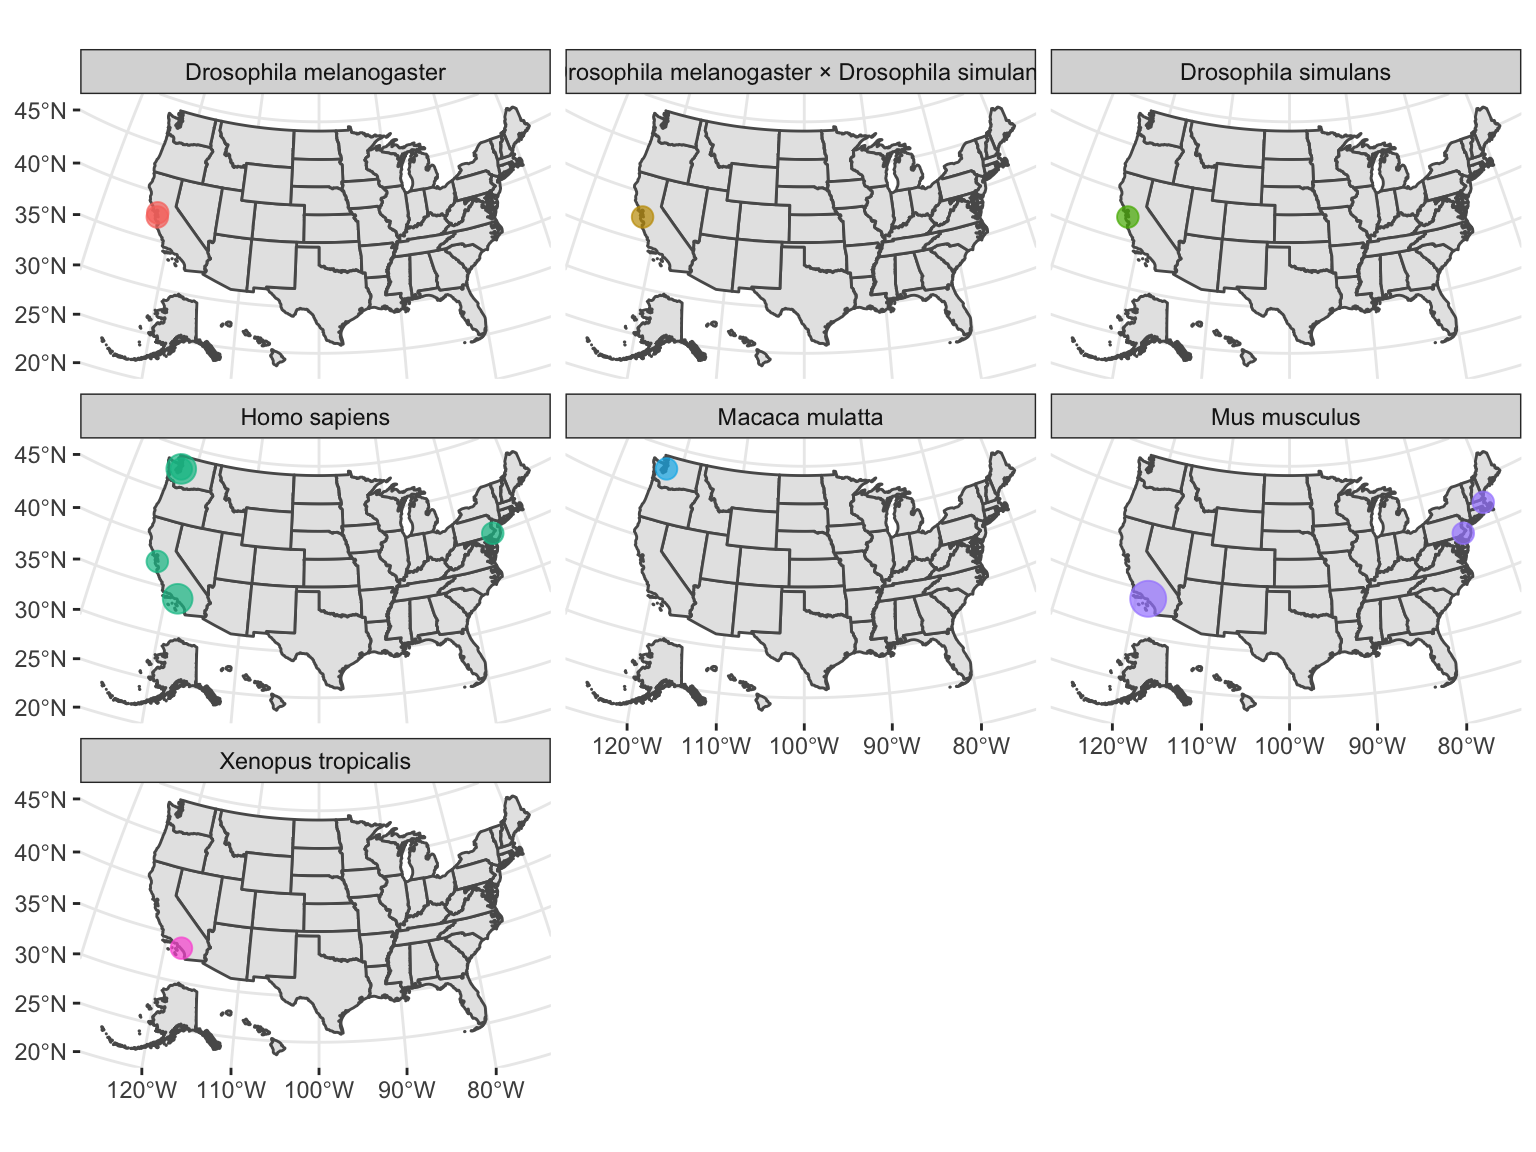 Drosophila melanogaster
rosophila melanogaster × Drosophila simulan
Drosophila simulans
45°N
40°N
35°N
30°N
25°N
20°N
Homo sapiens
Macaca mulatta
Mus musculus
45°N
40°N
35°N
30°N
25°N
20°N
120°W 110°W 100°W 90°W 80°W
120°W 110°W 100°W 90°W 80°W
Xenopus tropicalis
45°N
40°N
35°N
30°N
25°N
20°N
120°W 110°W 100°W 90°W 80°W